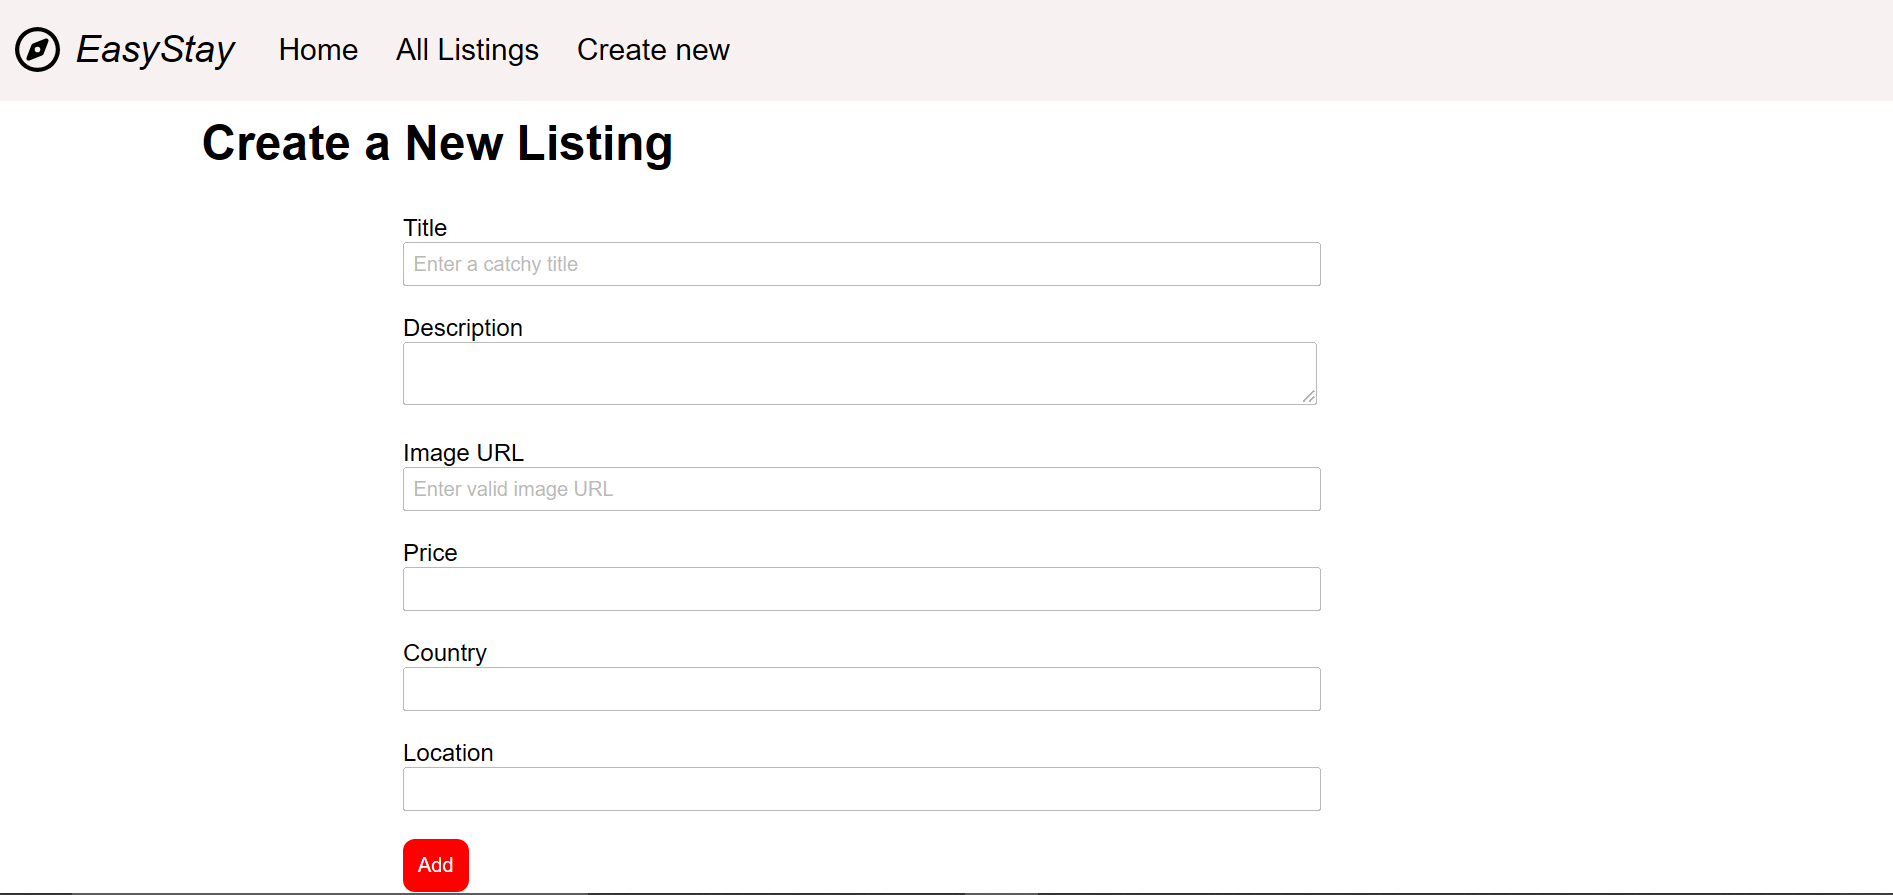 EasyStay Home All Listings Create new
Create a New Listing
Title
Enter a catchy title
Description
Image URL
Enter valid image URL
Price
Country
Location
Add